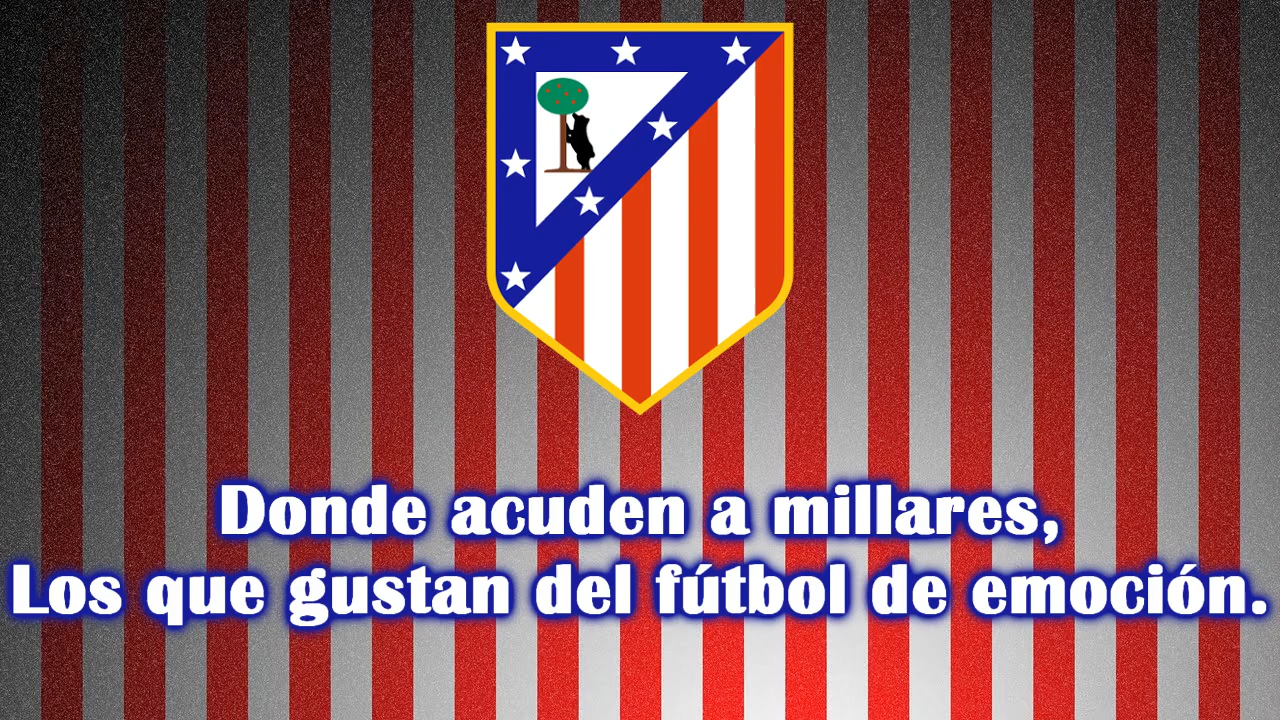 Donde acuden a millares,
Los que gustan del fútbol de emoción.